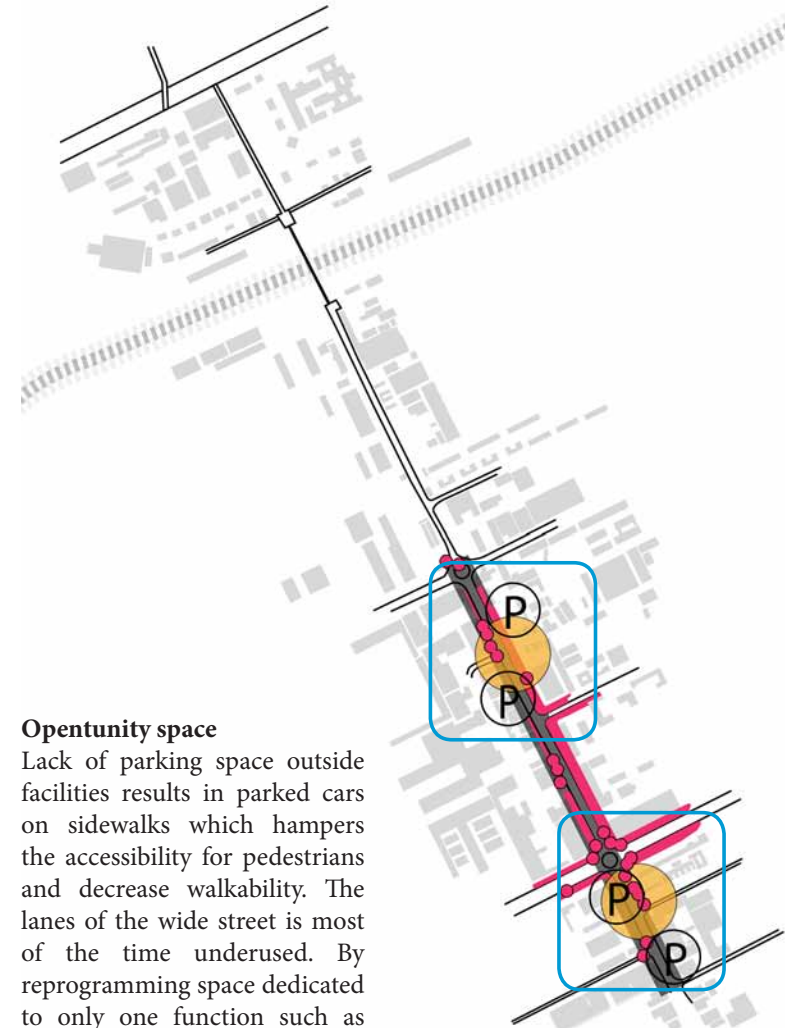 P
P
Opentunity space
Lack of parking space outside
facilities results in parked cars
on sidewalks which hampers
the accessibility for pedestrians
and decrease walkability. The
lanes of the wide street is most
of the time underused. By
reprogramming space dedicated
to only one function such as
P
P